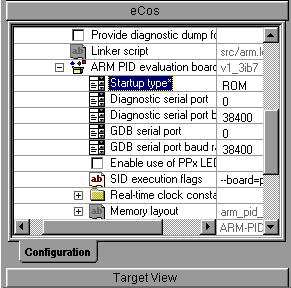 eCos
Provide diagnostic dump fo
Linker script src/arm.le
ARM PID evaluation board v1_3ib7
Startup type* ROM
Diagnostic serial port 0
Diagnostic serial port b 38400
GDB serial port 0
GDB serial port baud ra 38400
Enable use of PPx LED
SID execution flags --board=p
Real-time clock consta
Memory layout arm_pid_
ARM-PID
Configuration
Target View